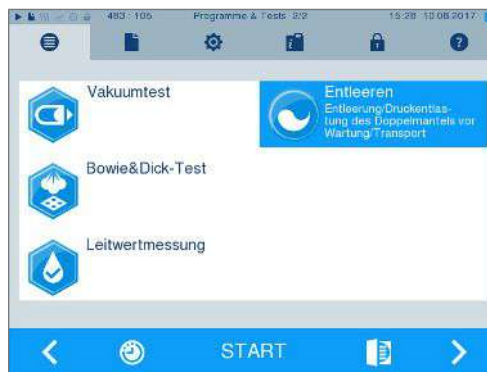 483 : 105 Programme & Tests 2/2 15:28 10.08.2017
Vakuumtest
Entleeren
Entleerung/Druckentlas-
tung des Doppelmantels vor
Wartung/Transport
Bowie&Dick-Test
Leitwertmessung
START